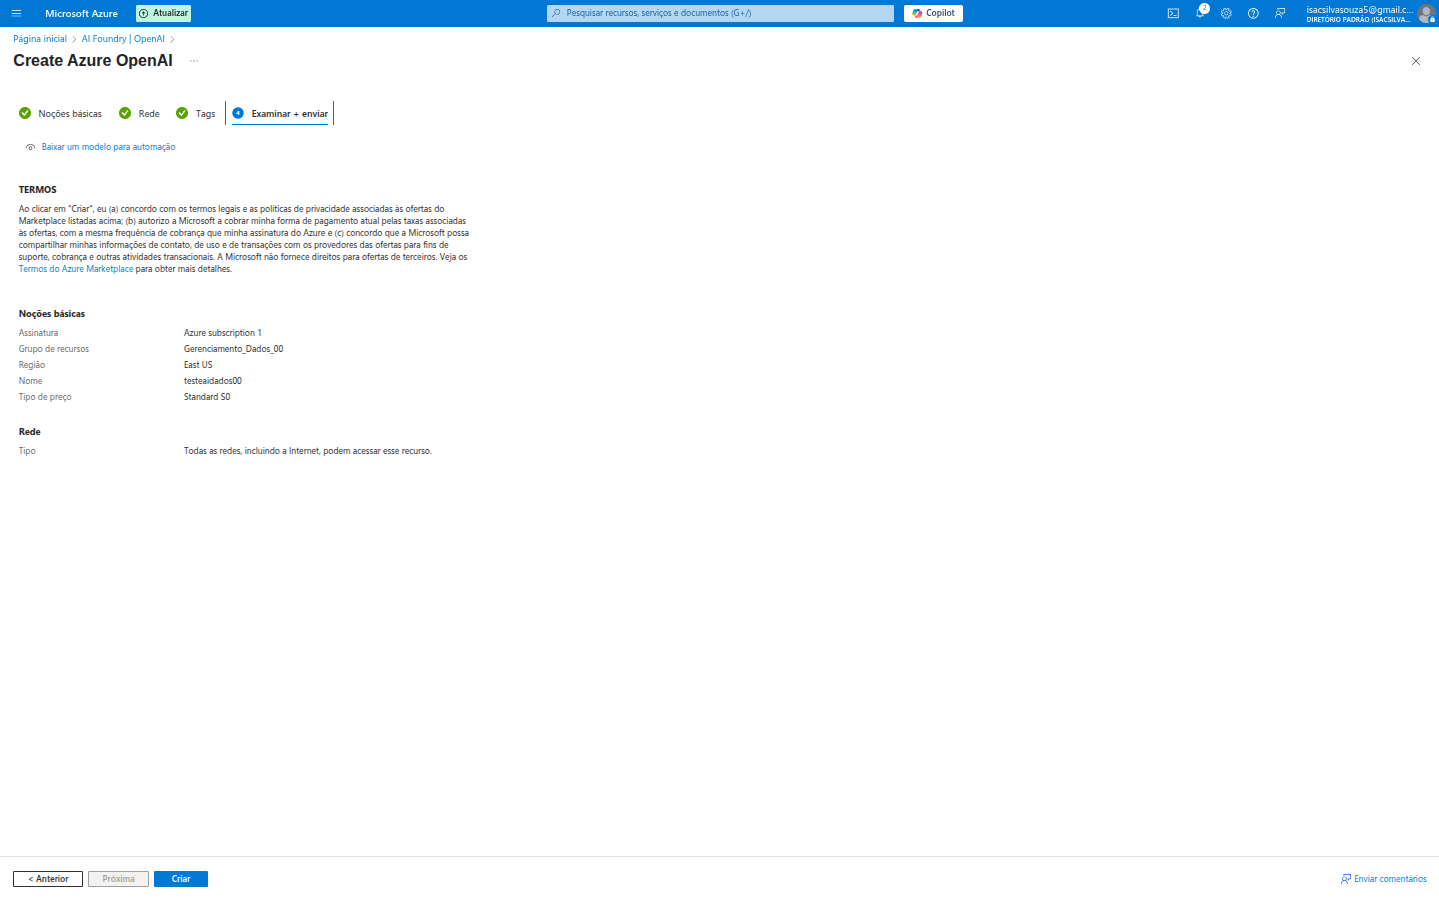 Microsoft Azure
Atualizar
Pesquisar recursos, serviços e documentos (G+/)
Copilot
2
isacsilvasouza5@gmail.c...
DIRETÓRIO PADRÃO (ISACSILVA...
Página inicial > AI Foundry | OpenAI >
Create Azure OpenAI ...
Noções básicas
Rede
Tags
4 Examinar + enviar
Baixar um modelo para automação
TERMOS
Ao clicar em "Criar", eu (a) concordo com os termos legais e as políticas de privacidade associadas às ofertas do
Marketplace listadas acima; (b) autorizo a Microsoft a cobrar minha forma de pagamento atual pelas taxas associadas
às ofertas, com a mesma frequência de cobrança que minha assinatura do Azure e (c) concordo que a Microsoft possa
compartilhar minhas informações de contato, de uso e de transações com os provedores das ofertas para fins de
suporte, cobrança e outras atividades transacionais. A Microsoft não fornece direitos para ofertas de terceiros. Veja os
Termos do Azure Marketplace para obter mais detalhes.
Noções básicas
Assinatura Azure subscription 1
Grupo de recursos Gerenciamento_Dados_00
Região East US
Nome testeaidados00
Tipo de preço Standard S0
Rede
Tipo Todas as redes, incluindo a Internet, podem acessar esse recurso.
< Anterior
Próxima
Criar
Enviar comentários